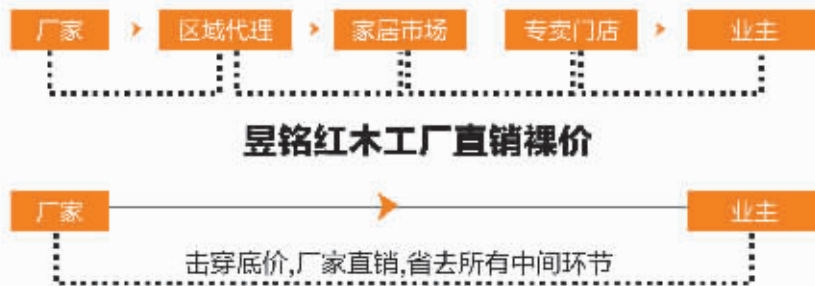 厂家 区域代理 家居市场 专卖门店 业主
昱铭红木工厂直销裸价
厂家 业主
击穿底价,厂家直销,省去所有中间环节